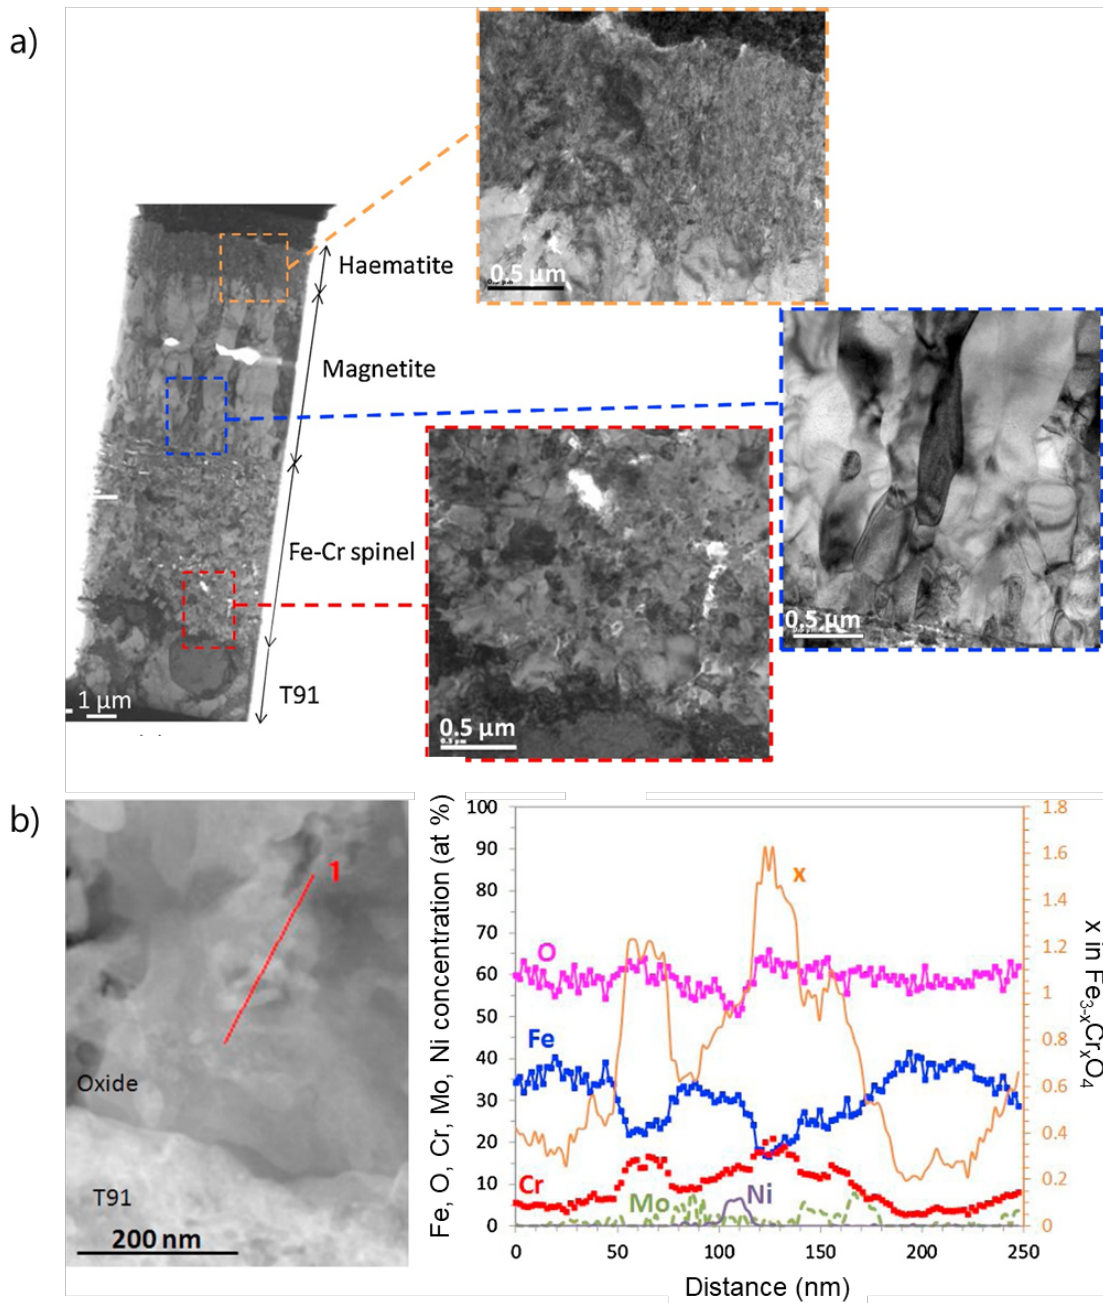 a)
Haematite
Magnetite
Fe-Cr spinel
T91
1 µm
0.5 µm
0.5 µm
0.5 µm
b)
1
Oxide
T91
200 nm
Fe, O, Cr, Mo, Ni concentration (at %)
100
90
80
70
60
50
40
30
20
10
0
O
Fe
Cr
Mo
Ni
x
1.8
1.6
1.4
1.2
1
0.8
0.6
0.4
0.2
0
x in Fe3-xCrxO4
0 50 100 150 200 250
Distance (nm)